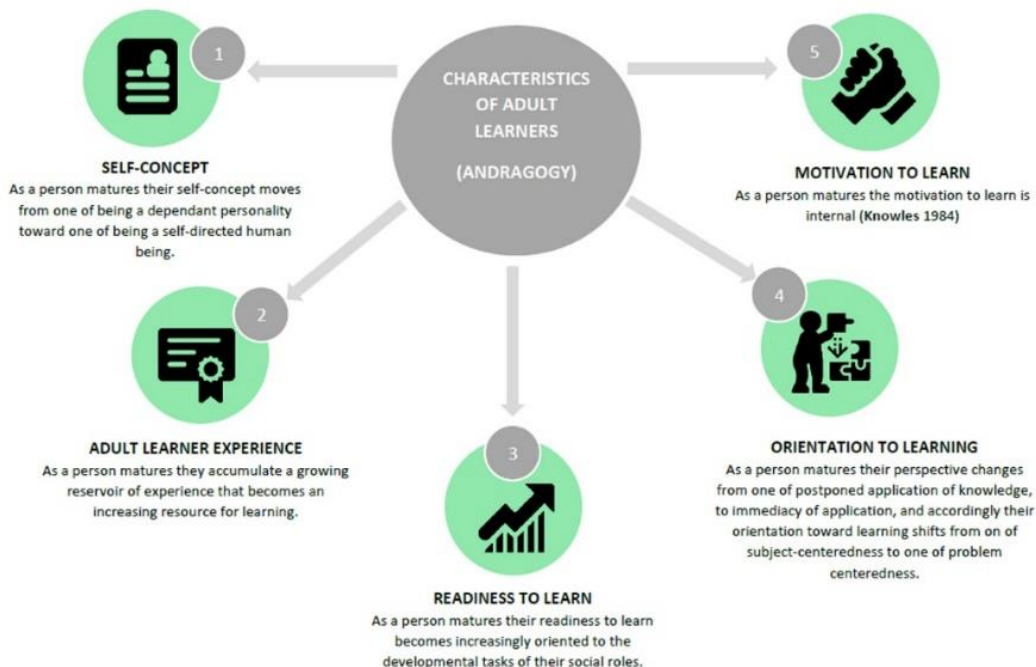 CHARACTERISTICS
OF ADULT
LEARNERS
(ANDRAGOGY)
1
SELF-CONCEPT
As a person matures their self-concept moves
from one of being a dependant personality
toward one of being a self-directed human
being.
2
ADULT LEARNER EXPERIENCE
As a person matures they accumulate a growing
reservoir of experience that becomes an
increasing resource for learning.
3
READINESS TO LEARN
As a person matures their readiness to learn
becomes increasingly oriented to the
developmental tasks of their social roles.
4
ORIENTATION TO LEARNING
As a person matures their perspective changes
from one of postponed application of knowledge,
to immediacy of application, and accordingly their
orientation toward learning shifts from on of
subject-centeredness to one of problem
centeredness.
5
MOTIVATION TO LEARN
As a person matures the motivation to learn is
internal (Knowles 1984)